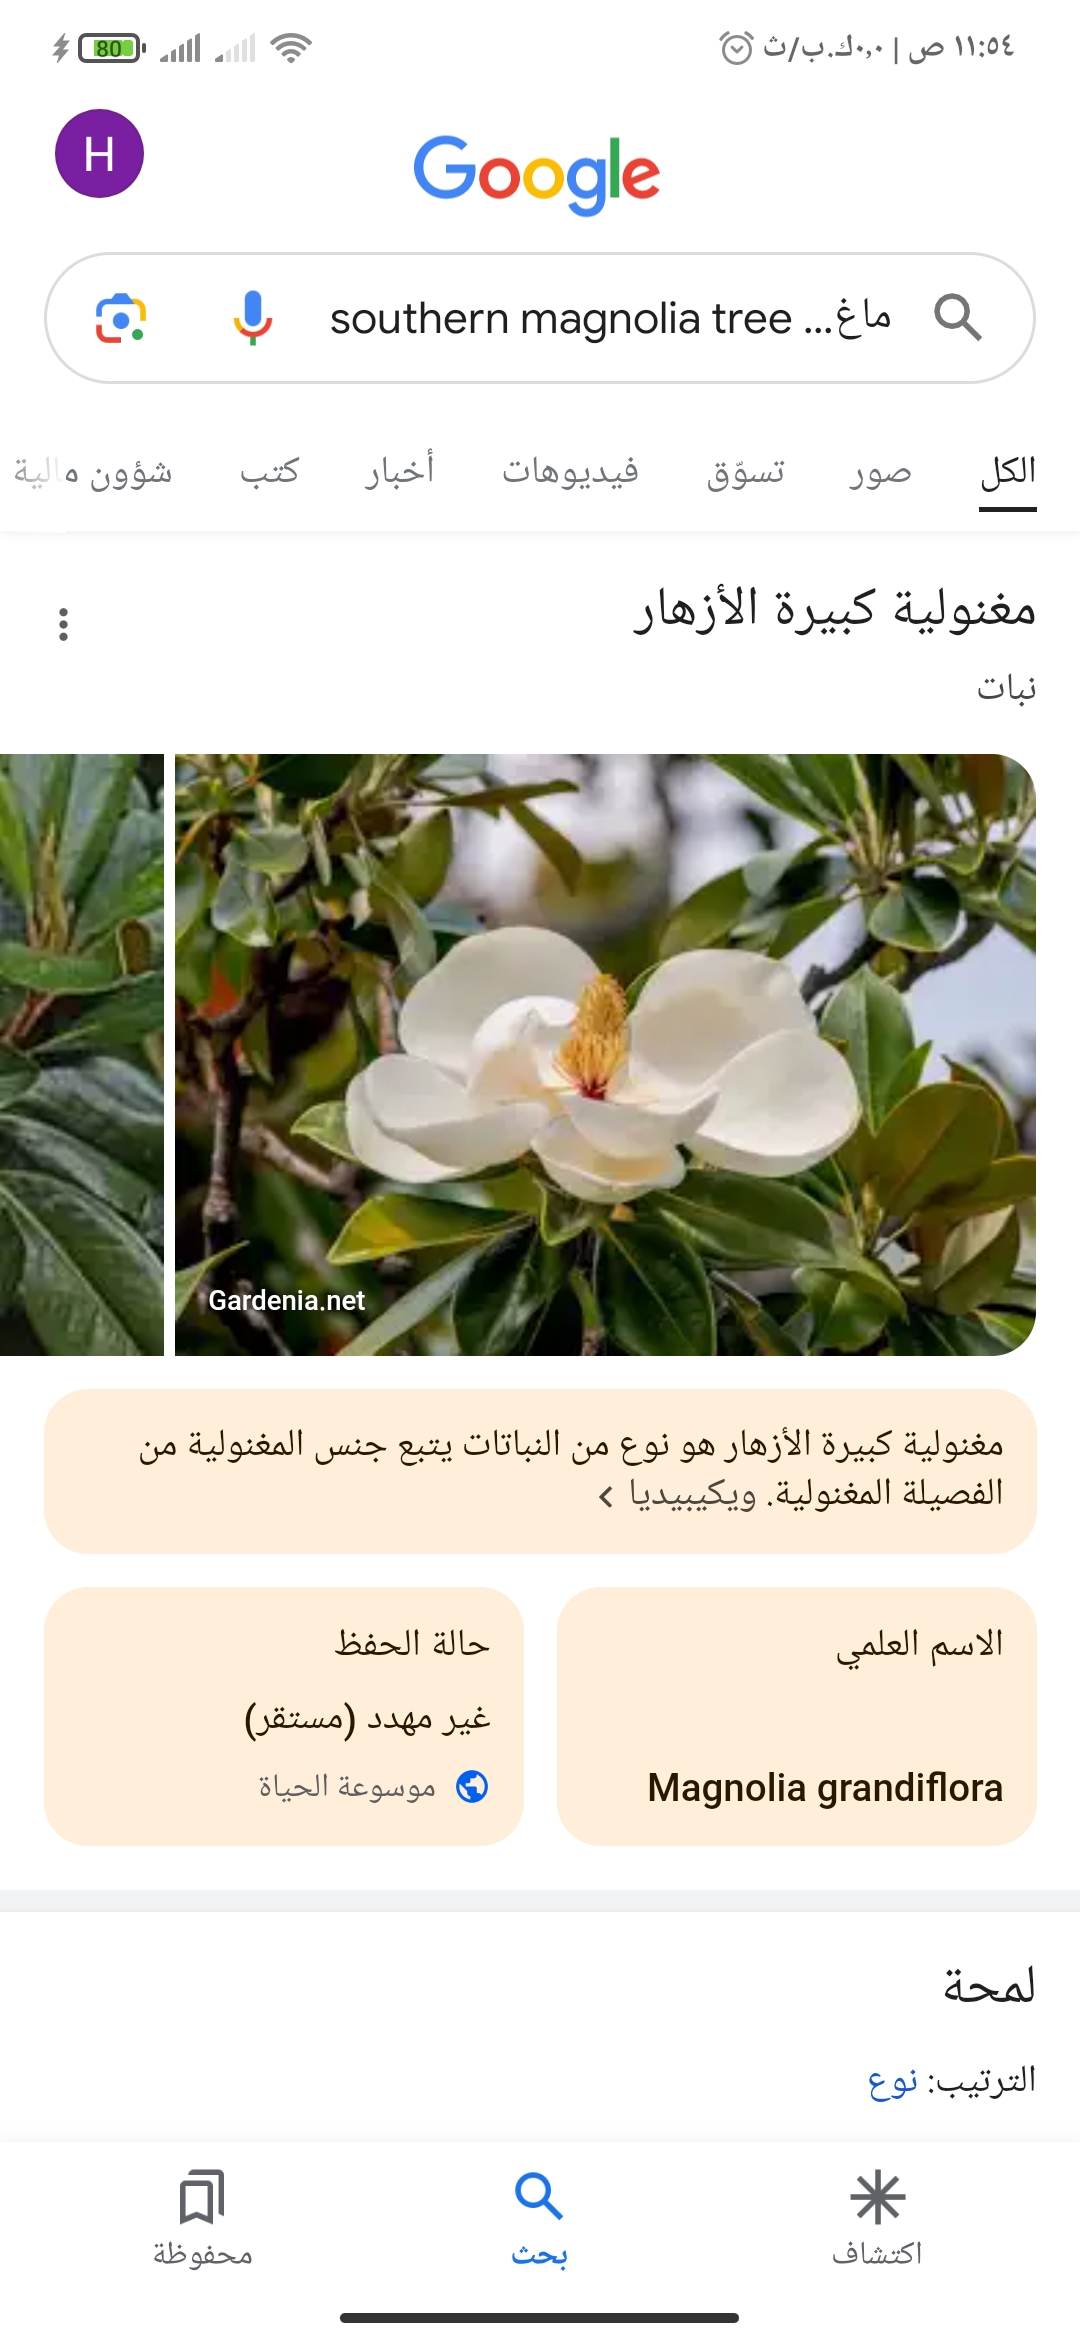 ١١:٥٤ ص | ٠,٠ك.ب/ث
80
H
Google
southern magnolia tree ...ماغ
الكل صور تسوّق فيديوهات أخبار كتب شؤون مالية
مغنولية كبيرة الأزهار
نبات
Gardenia.net
مغنولية كبيرة الأزهار هو نوع من النباتات يتبع جنس المغنولية من
الفصيلة المغنولية. ويكيبيديا
الاسم العلمي
Magnolia grandiflora
حالة الحفظ
غير مهدد (مستقر)
موسوعة الحياة
لمحة
الترتيب: نوع
اكتشاف بحث محفوظة